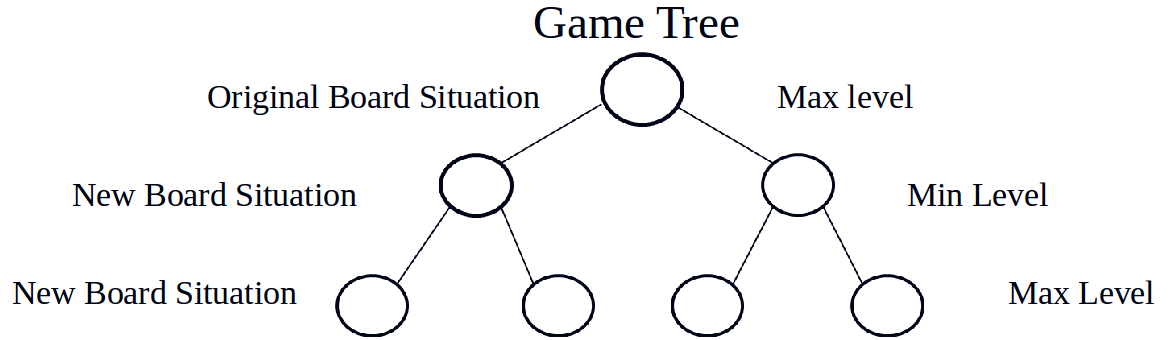 Game Tree
Original Board Situation
Max level
New Board Situation
Min Level
New Board Situation
Max Level